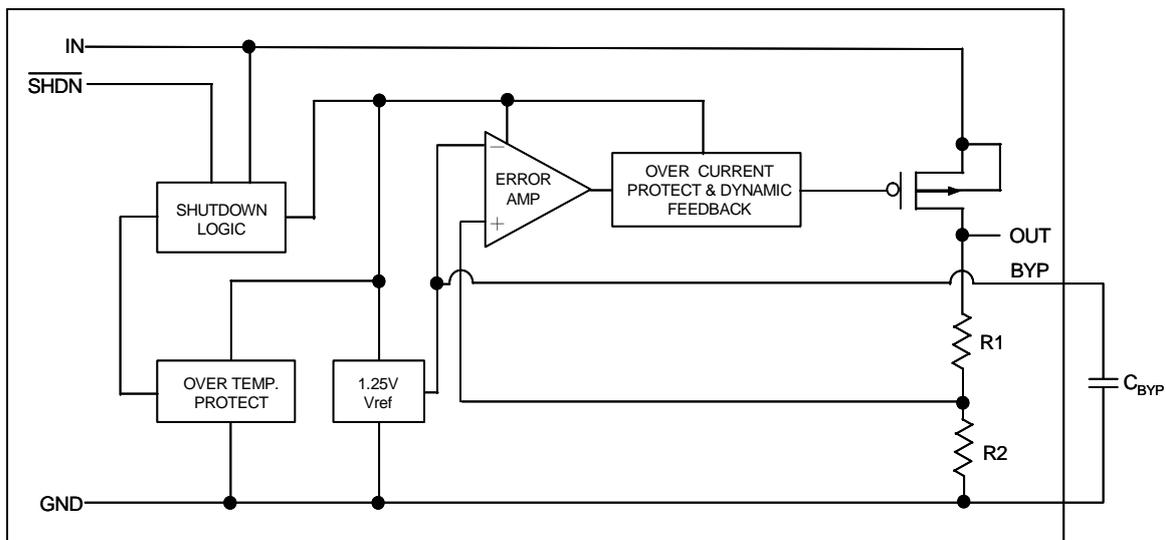 IN
SHDN
−
ERROR
AMP
+
OVER CURRENT
PROTECT & DYNAMIC
FEEDBACK
SHUTDOWN
LOGIC
OUT
BYP
R1
OVER TEMP.
PROTECT
1.25V
Vref
CBYP
R2
GND